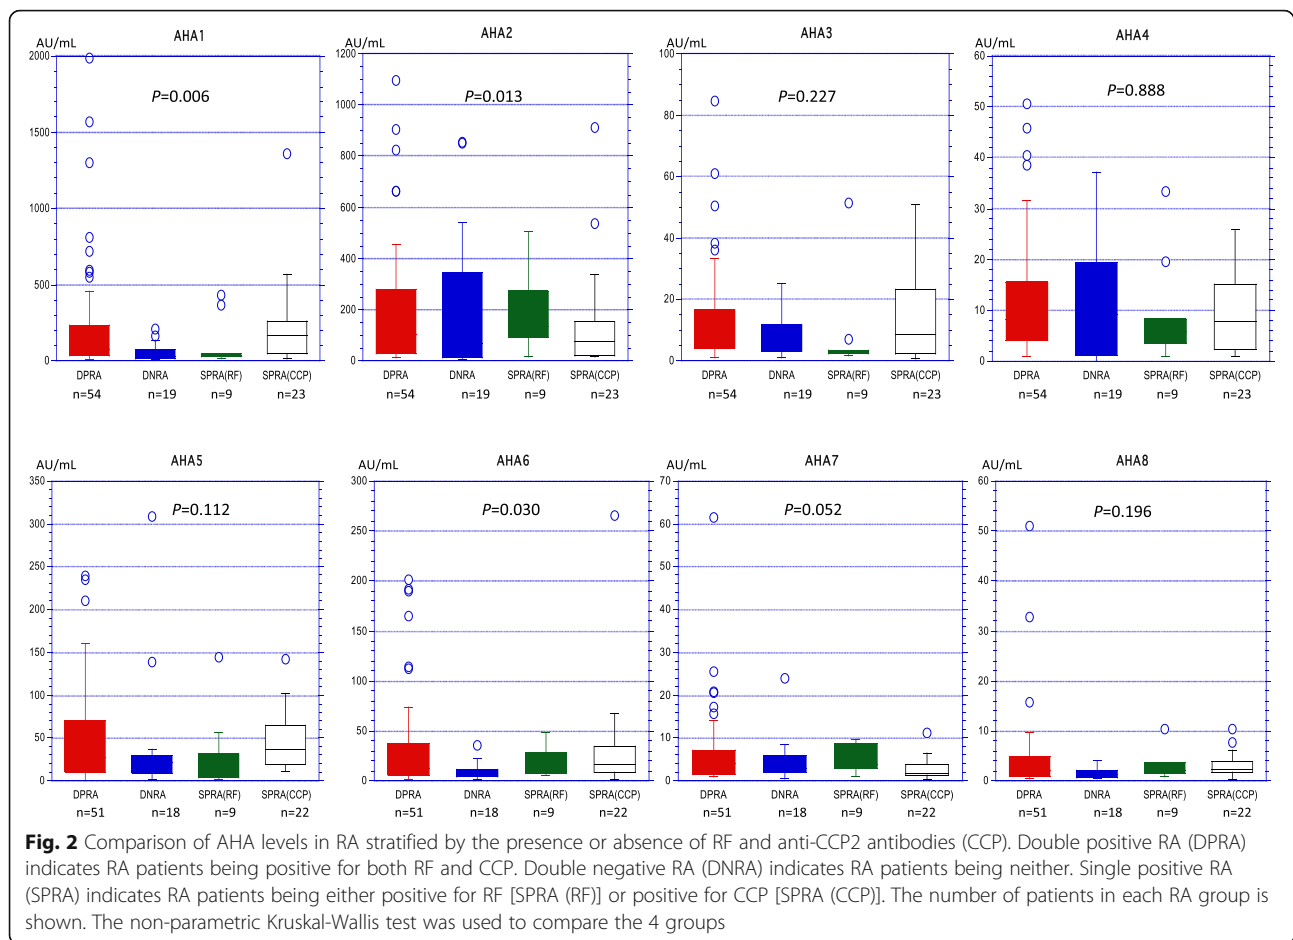 AHA1
AU/mL
P=0.006
2000
1500
1000
500
0
DPRA DNRA SPRA(RF) SPRA(CCP)
n=54 n=19 n=9 n=23
AHA2
AU/mL
P=0.013
1200
1000
800
600
400
200
0
DPRA DNRA SPRA(RF) SPRA(CCP)
n=54 n=19 n=9 n=23
AHA3
P=0.227
100
80
60
40
20
0
DPRA DNRA SPRA(RF) SPRA(CCP)
n=54 n=19 n=9 n=23
AHA4
P=0.888
60
50
40
30
20
10
0
DPRA DNRA SPRA(RF) SPRA(CCP)
n=54 n=19 n=9 n=23
AHA5
AU/mL
P=0.112
350
300
250
200
150
100
50
0
DPRA DNRA SPRA(RF) SPRA(CCP)
n=51 n=18 n=9 n=22
AHA6
AU/mL
P=0.030
300
250
200
150
100
50
0
DPRA DNRA SPRA(RF) SPRA(CCP)
n=51 n=18 n=9 n=22
AHA7
AU/mL
P=0.052
70
60
50
40
30
20
10
0
DPRA DNRA SPRA(RF) SPRA(CCP)
n=51 n=18 n=9 n=22
AHA8
AU/mL
P=0.196
60
50
40
30
20
10
0
DPRA DNRA SPRA(RF) SPRA(CCP)
n=51 n=18 n=9 n=22
Fig. 2 Comparison of AHA levels in RA stratified by the presence or absence of RF and anti-CCP2 antibodies (CCP). Double positive RA (DPRA)
indicates RA patients being positive for both RF and CCP. Double negative RA (DNRA) indicates RA patients being neither. Single positive RA
(SPRA) indicates RA patients being either positive for RF [SPRA (RF)] or positive for CCP [SPRA (CCP)]. The number of patients in each RA group is
shown. The non-parametric Kruskal-Wallis test was used to compare the 4 groups